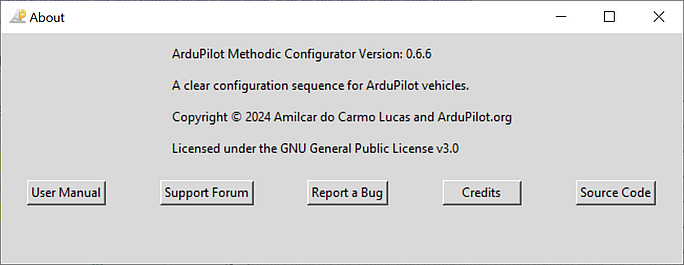 About
ArduPilot Methodic Configurator Version: 0.6.6
A clear configuration sequence for ArduPilot vehicles.
Copyright © 2024 Amilcar do Carmo Lucas and ArduPilot.org
Licensed under the GNU General Public License v3.0
User Manual
Support Forum
Report a Bug
Credits
Source Code